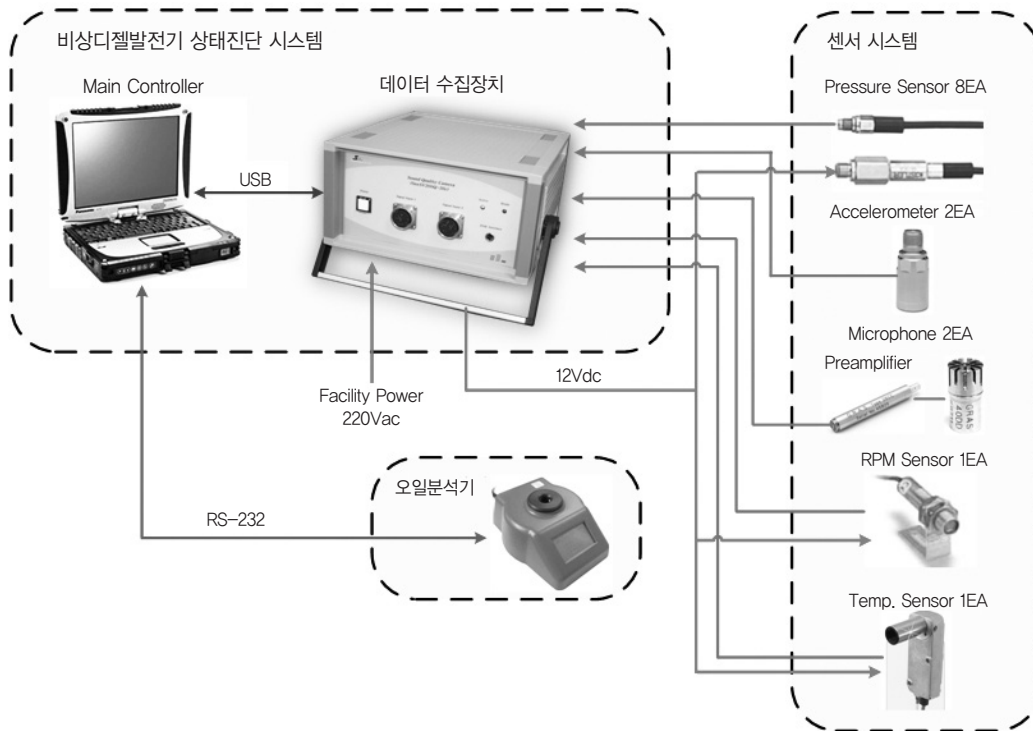 비상디젤발전기 상태진단 시스템
Main Controller
데이터 수집장치
USB
Facility Power
220Vac
12Vdc
RS-232
오일분석기
센서 시스템
Pressure Sensor 8EA
Accelerometer 2EA
Microphone 2EA
Preamplifier
GRAS
RPM Sensor 1EA
Temp. Sensor 1EA